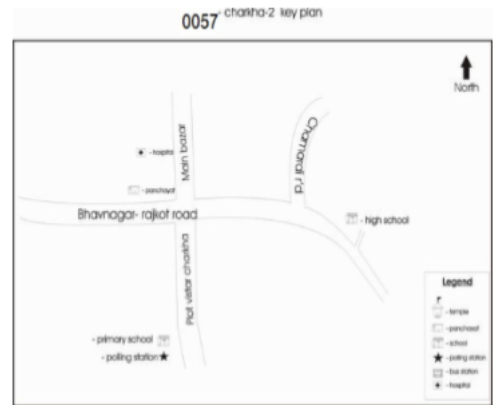 0057 - charkha-2 key plan
North
Main bazar
Chamardi r'd
- hospital
- panchayat
Bhavnagar- rajkot road
- high school
Plot vistar charkha
- primary school
- polling station
Legend
- temple
- panchayat
- school
- polling station
- bus station
- hospital